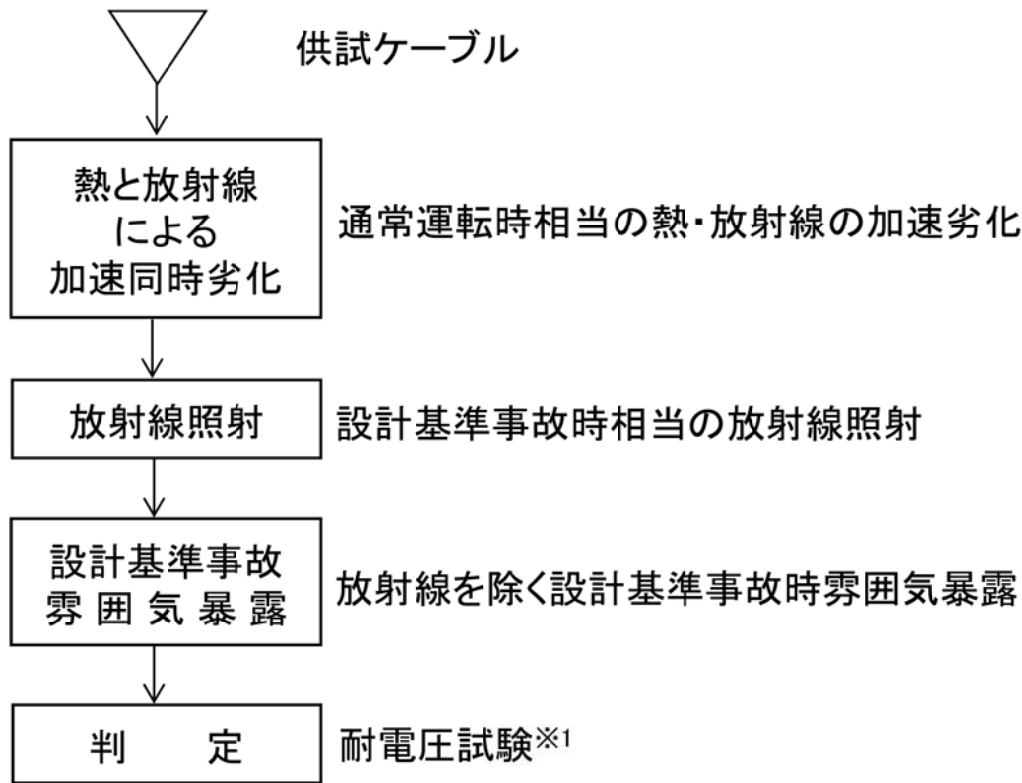 供試ケーブル
熱と放射線
による
加速同時劣化
通常運転時相当の熱・放射線の加速劣化
放射線照射
設計基準事故時相当の放射線照射
設計基準事故
雰囲気暴露
放射線を除く設計基準事故時雰囲気暴露
判 定
耐電圧試験※1